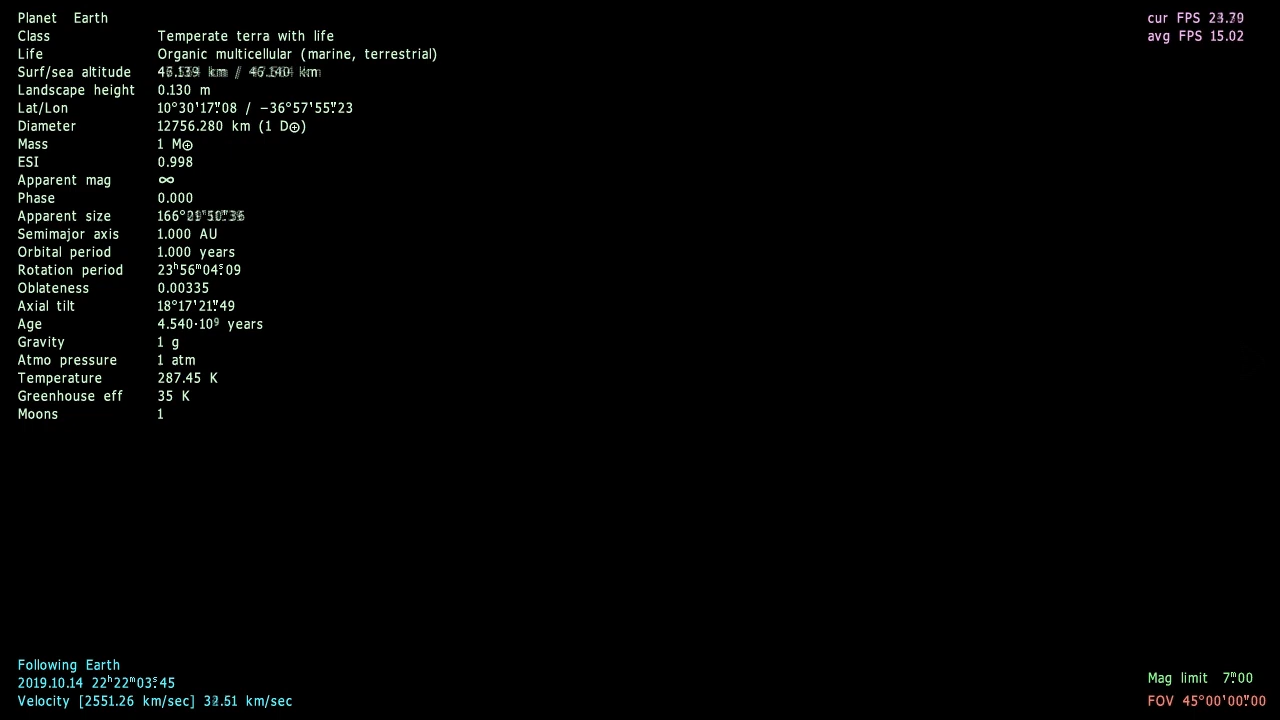 Planet Earth
Class Temperate terra with life
Life Organic multicellular (marine, terrestrial)
Surf/sea altitude km / km
Landscape height 0.130 m
Lat/Lon 10°30'17"08 / −36°57'55"23
Diameter 12756.280 km (1 D⊕)
Mass 1 M⊕
ESI 0.998
Apparent mag ∞
Phase 0.000
Apparent size
Semimajor axis 1.000 AU
Orbital period 1.000 years
Rotation period 23ʰ56ᵐ04ˢ.09
Oblateness 0.00335
Axial tilt 18°17'21"49
Age 4.540·10⁹ years
Gravity 1 g
Atmo pressure 1 atm
Temperature 287.45 K
Greenhouse eff 35 K
Moons 1
cur FPS
avg FPS 15.02
Following Earth
2019.10.14 22ʰ22ᵐ03ˢ.45
Velocity [2551.26 km/sec] km/sec
Mag limit 7ᵐ.00
FOV 45°00'00"00